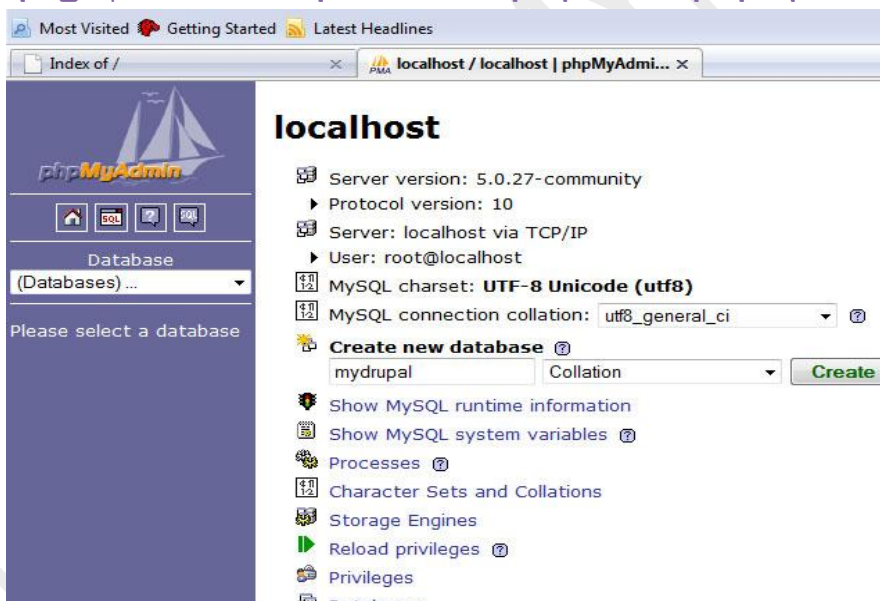 Most Visited Getting Started Latest Headlines
Index of / localhost / localhost | phpMyAdmi...
PMA
phpMyAdmin
SQL SQL
Database
(Databases) ...
Please select a database
localhost
Server version: 5.0.27-community
Protocol version: 10
Server: localhost via TCP/IP
User: root@localhost
MySQL charset: UTF-8 Unicode (utf8)
MySQL connection collation: utf8_general_ci
Create new database
mydrupal Collation Create
Show MySQL runtime information
Show MySQL system variables
Processes
Character Sets and Collations
Storage Engines
Reload privileges
Privileges